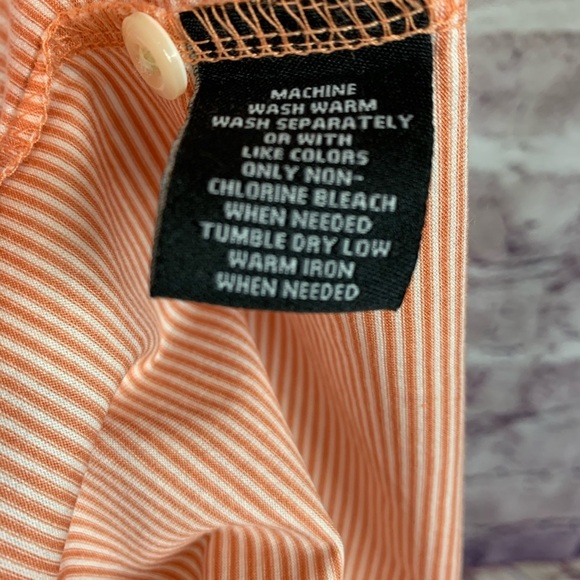 MACHINE
WASH WARM
WASH SEPARATELY
OR WITH
LIKE COLORS
ONLY NON-
CHLORINE BLEACH
WHEN NEEDED
TUMBLE DRY LOW
WARM IRON
WHEN NEEDED